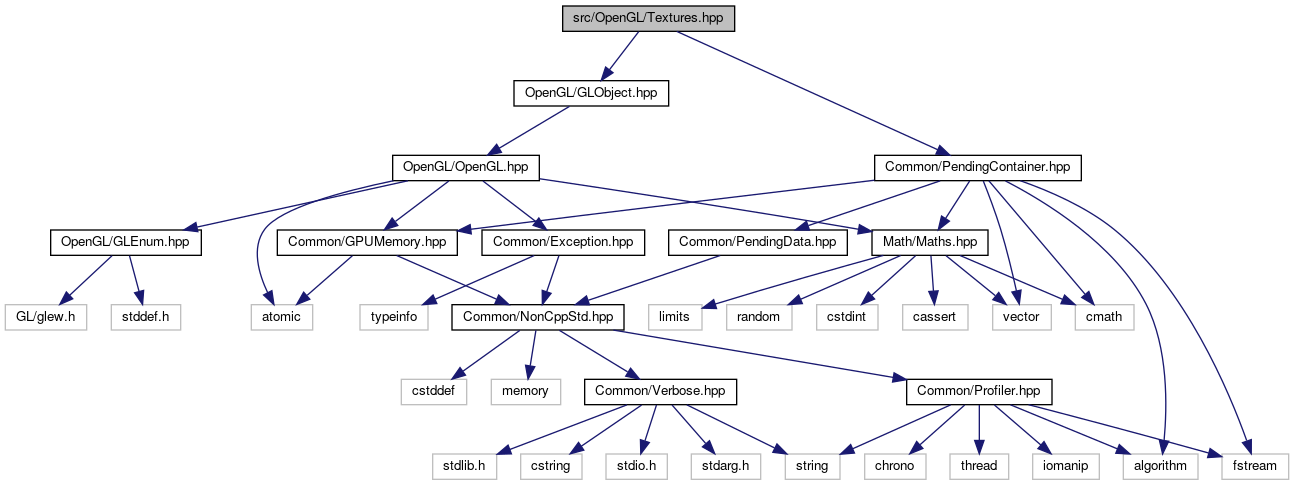 src/OpenGL/Textures.hpp
OpenGL/GLObject.hpp
OpenGL/OpenGL.hpp
Common/PendingContainer.hpp
OpenGL/GLEnum.hpp
Common/GPUMemory.hpp
Common/Exception.hpp
Common/PendingData.hpp
Math/Maths.hpp
GL/glew.h
stddef.h
atomic
typeinfo
Common/NonCppStd.hpp
limits
random
cstdint
cassert
vector
cmath
cstddef
memory
Common/Verbose.hpp
Common/Profiler.hpp
stdlib.h
cstring
stdio.h
stdarg.h
string
chrono
thread
iomanip
algorithm
fstream